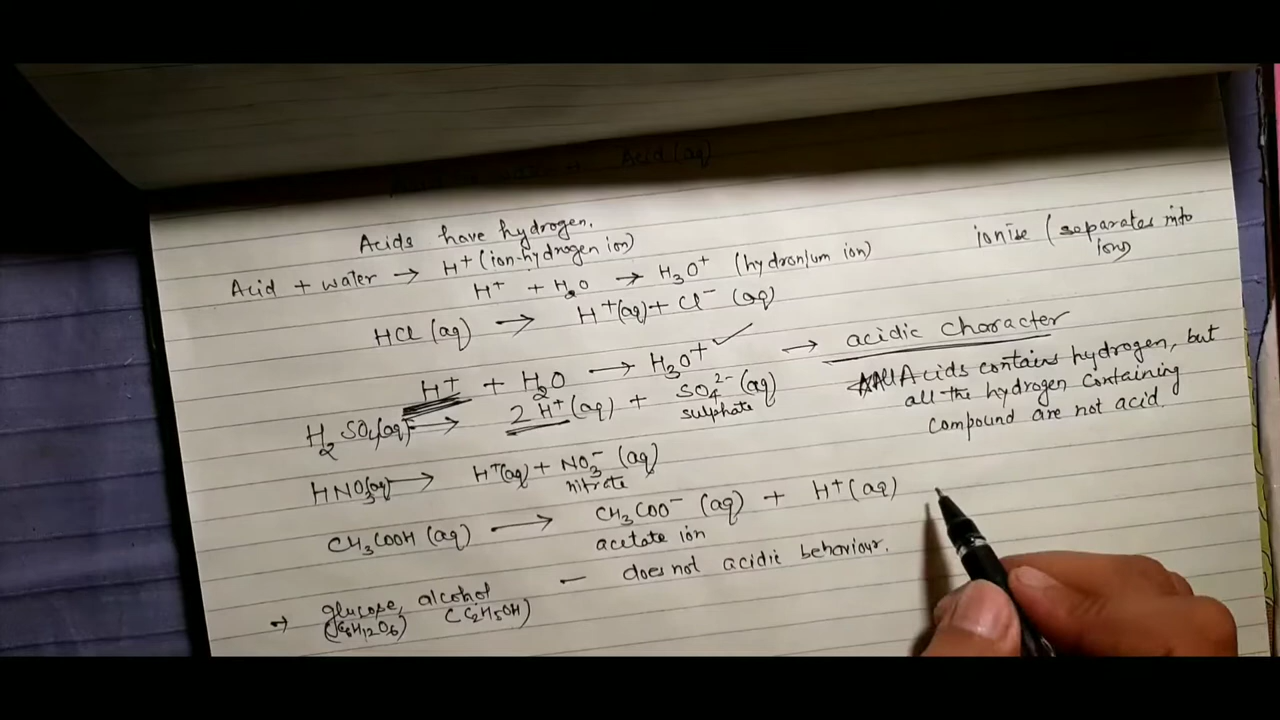 Acid(aq)
Acids have hydrogen.
Acid + water → H⁺ (ion-hydrogen ion)
ionise (separates into
ions)
H⁺ + H₂O → H₃O⁺ (hydronium ion)
HCl (aq) → H⁺(aq) + Cl⁻ (aq)
H⁺ + H₂O → H₃O⁺ ✓ → acidic character
All Acids contains hydrogen, but
all the hydrogen containing
compound are not acid.
H₂SO₄(aq) → 2H⁺(aq) + SO₄²⁻ (aq)
sulphate
HNO₃(aq) → H⁺(aq) + NO₃⁻ (aq)
nitrate
CH₃COOH (aq) → CH₃COO⁻ (aq) + H⁺(aq)
acetate ion
→ glucose, alcohol — does not acidic behaviour.
(C₆H₁₂O₆) (C₂H₅OH)